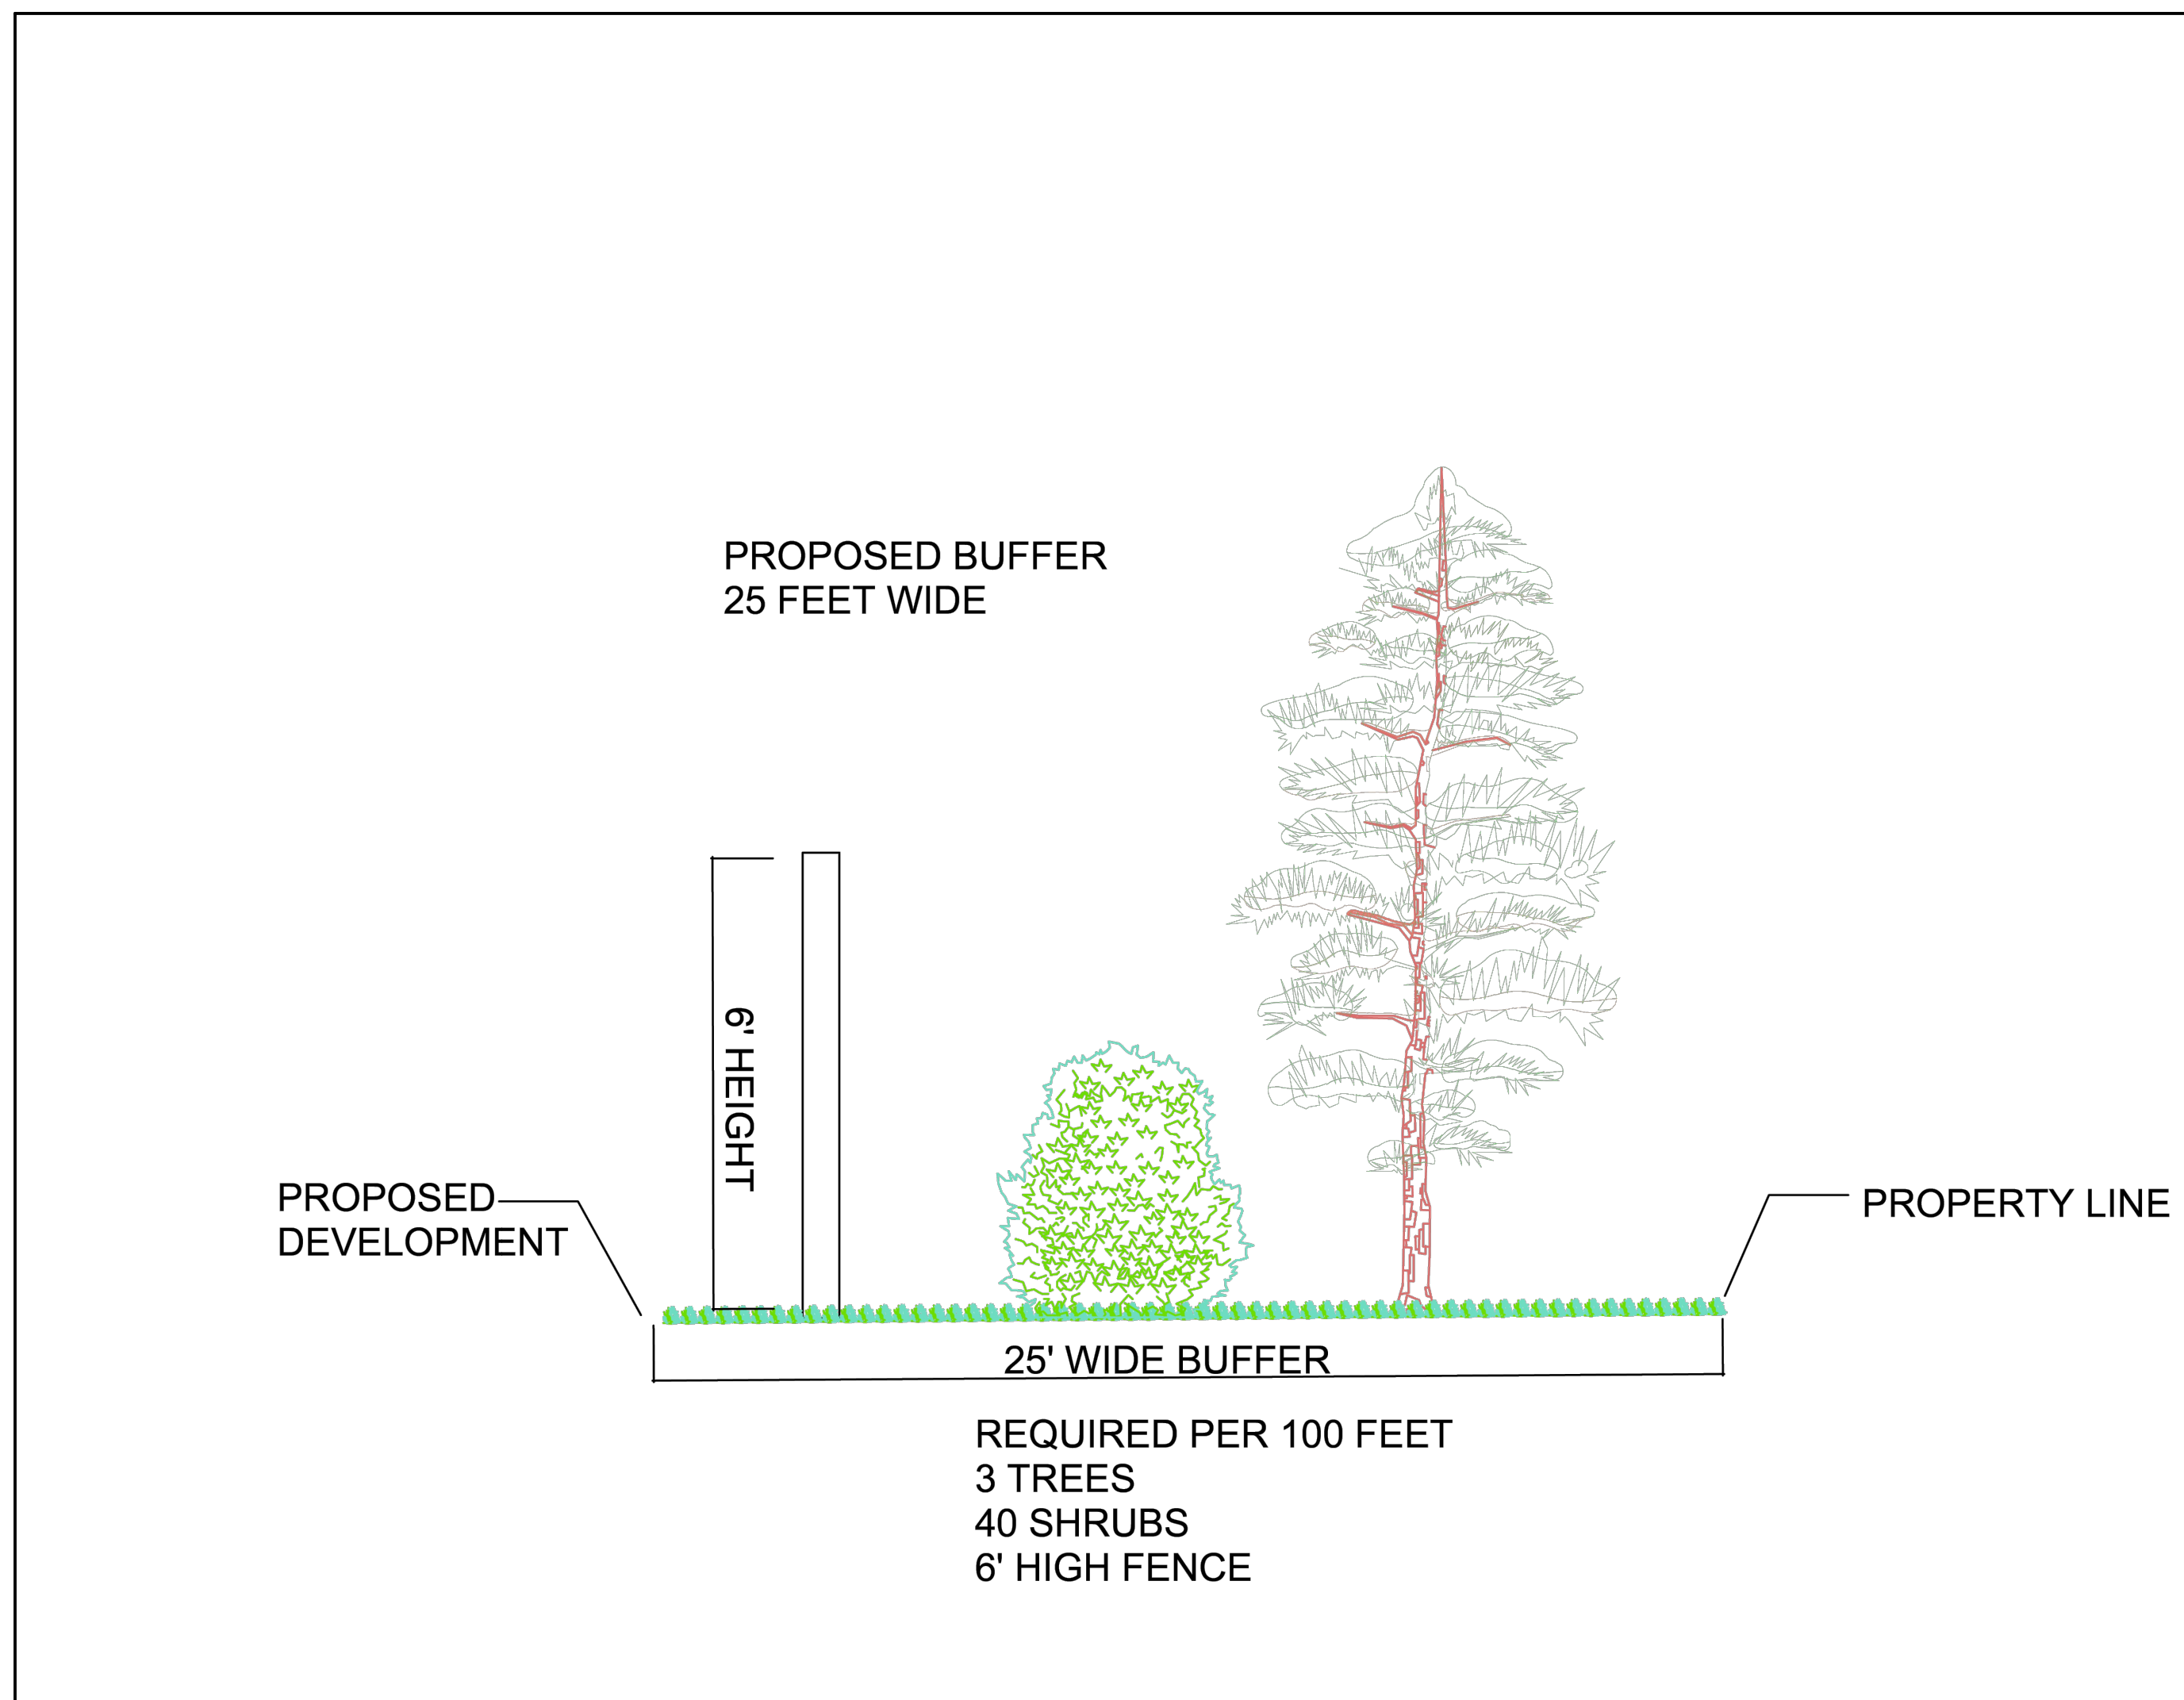 PROPOSED BUFFER
25 FEET WIDE
6' HEIGHT
PROPOSED
DEVELOPMENT
PROPERTY LINE
25' WIDE BUFFER
REQUIRED PER 100 FEET
3 TREES
40 SHRUBS
6' HIGH FENCE